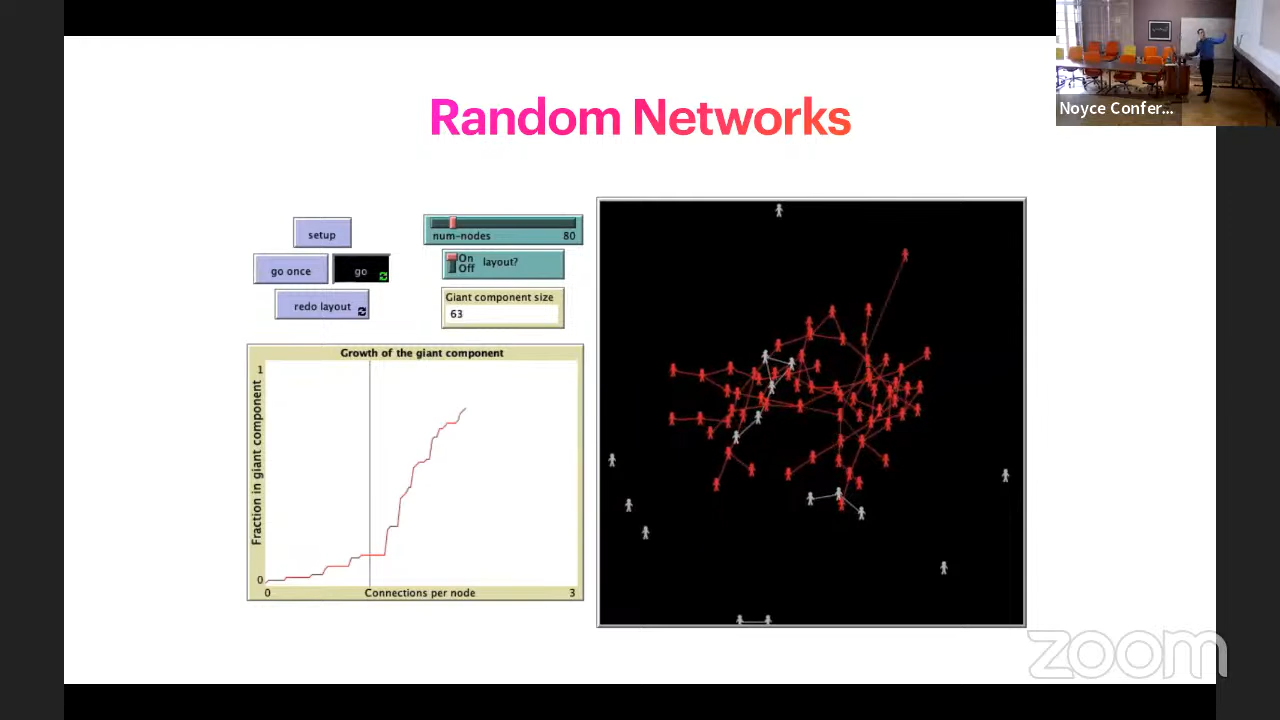 Noyce Confer...
Random Networks
setup
num-nodes 80
go once
go
On
Off
layout?
redo layout
Giant component size
63
Growth of the giant component
1
Fraction in giant component
0
0 Connections per node 3
zoom